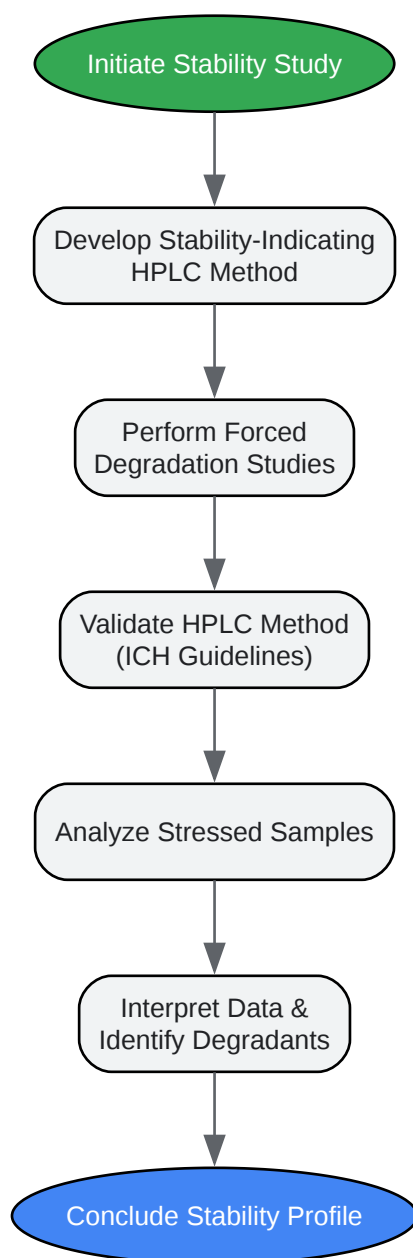 Initiate Stability Study
Develop Stability-Indicating
HPLC Method
Perform Forced
Degradation Studies
Validate HPLC Method
(ICH Guidelines)
Analyze Stressed Samples
Interpret Data &
Identify Degradants
Conclude Stability Profile